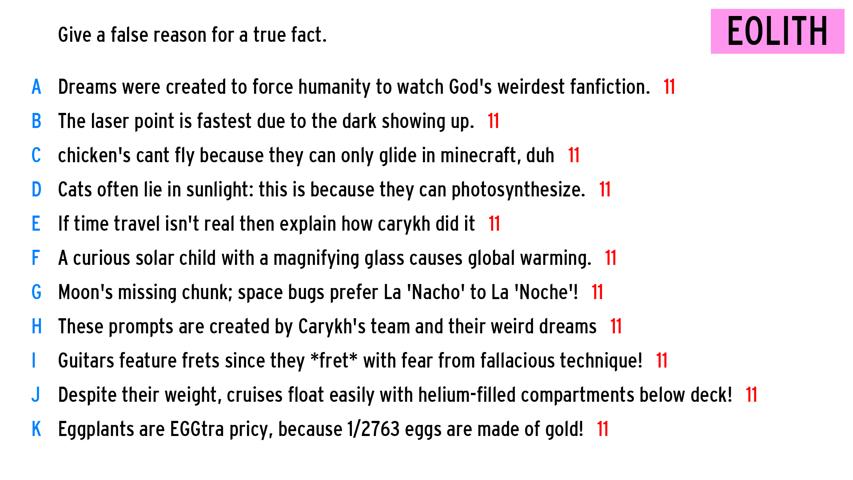 Give a false reason for a true fact.
EOLITH
A Dreams were created to force humanity to watch God's weirdest fanfiction. 11
B The laser point is fastest due to the dark showing up. 11
C chicken's cant fly because they can only glide in minecraft, duh 11
D Cats often lie in sunlight: this is because they can photosynthesize. 11
E If time travel isn't real then explain how carykh did it 11
F A curious solar child with a magnifying glass causes global warming. 11
G Moon's missing chunk; space bugs prefer La 'Nacho' to La 'Noche'! 11
H These prompts are created by Carykh's team and their weird dreams 11
I Guitars feature frets since they *fret* with fear from fallacious technique! 11
J Despite their weight, cruises float easily with helium-filled compartments below deck! 11
K Eggplants are EGGtra pricy, because 1/2763 eggs are made of gold! 11